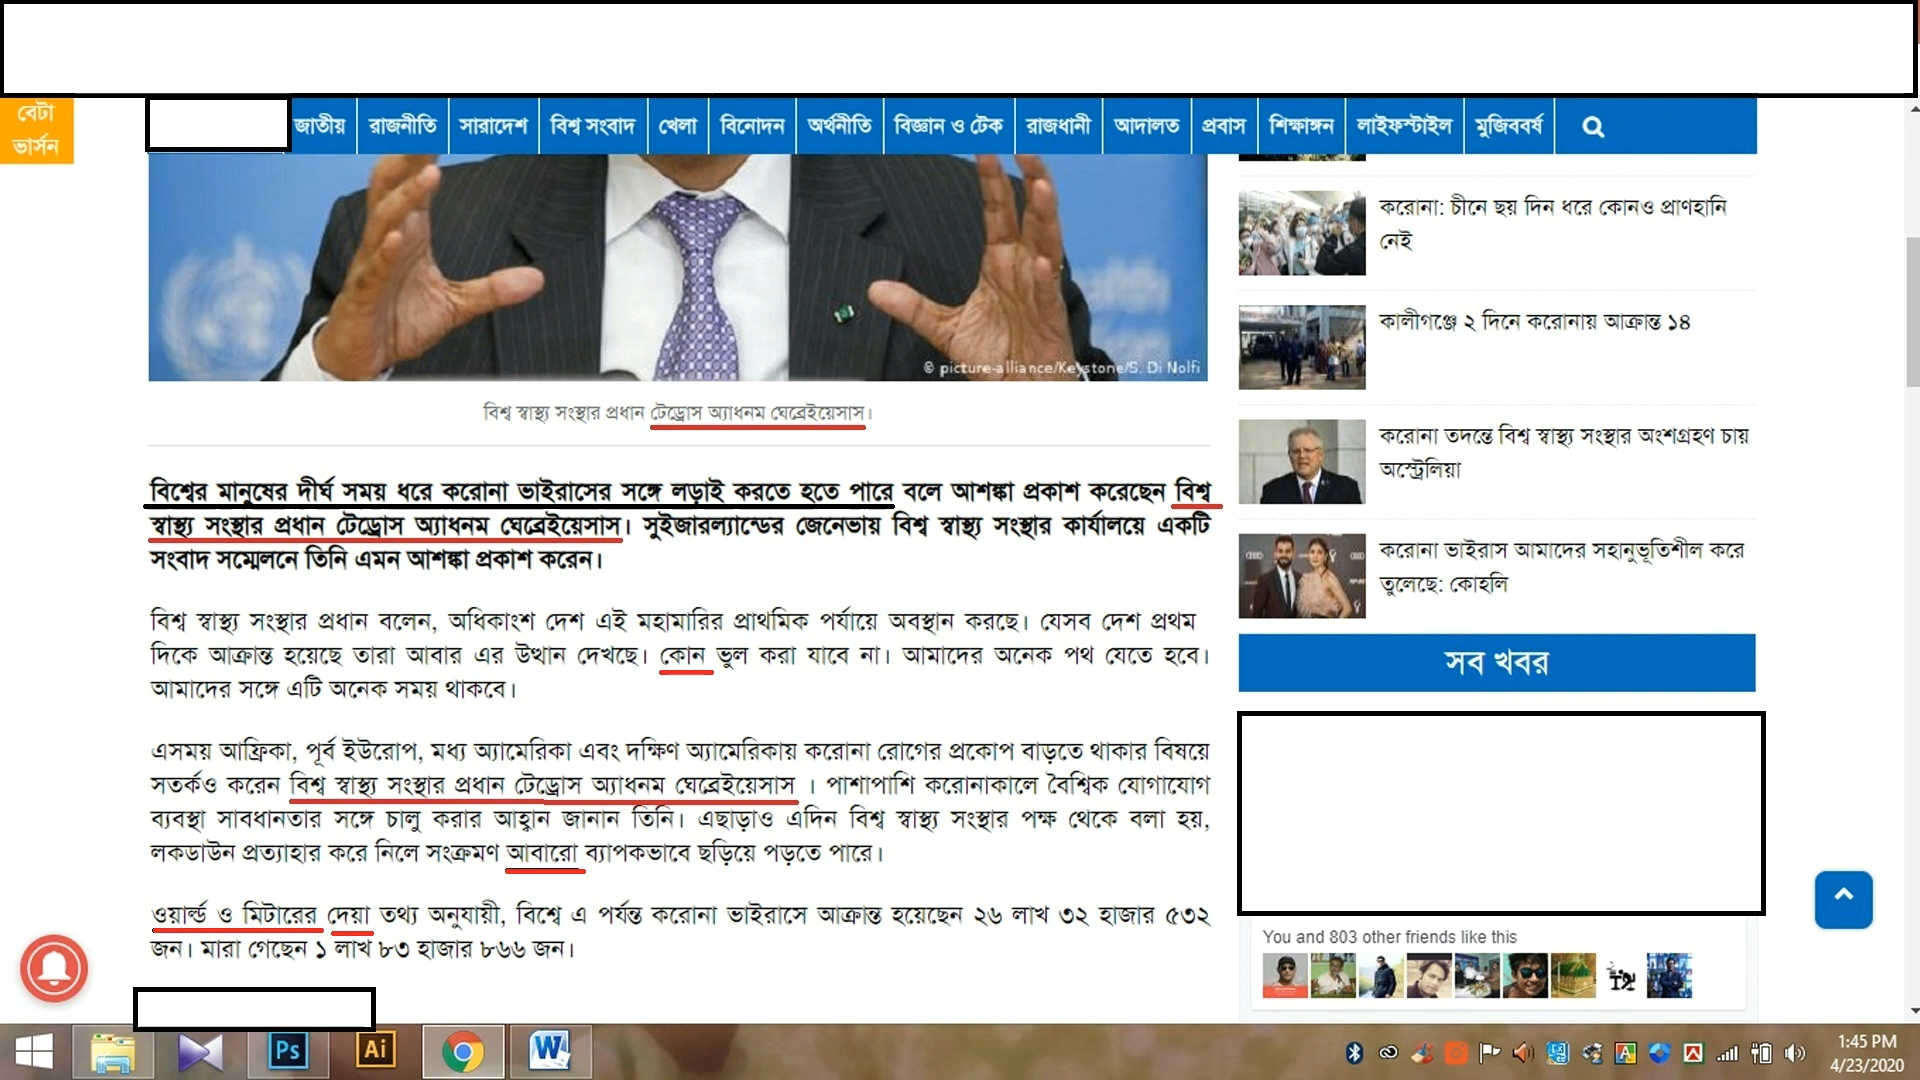 বেটা
ভার্সন
জাতীয় রাজনীতি সারাদেশ বিশ্ব সংবাদ খেলা বিনোদন অর্থনীতি বিজ্ঞান ও টেক রাজধানী আদালত প্রবাস শিক্ষাঙ্গন লাইফস্টাইল মুজিববর্ষ
© picture-alliance/Keystone/S. Di Nolfi
বিশ্ব স্বাস্থ্য সংস্থার প্রধান টেড্রোস অ্যাধনম ঘেব্রেইয়েসাস।
বিশ্বের মানুষের দীর্ঘ সময় ধরে করোনা ভাইরাসের সঙ্গে লড়াই করতে হতে পারে বলে আশঙ্কা প্রকাশ করেছেন বিশ্ব
স্বাস্থ্য সংস্থার প্রধান টেড্রোস অ্যাধনম ঘেব্রেইয়েসাস। সুইজারল্যান্ডের জেনেভায় বিশ্ব স্বাস্থ্য সংস্থার কার্যালয়ে একটি
সংবাদ সম্মেলনে তিনি এমন আশঙ্কা প্রকাশ করেন।
বিশ্ব স্বাস্থ্য সংস্থার প্রধান বলেন, অধিকাংশ দেশ এই মহামারির প্রাথমিক পর্যায়ে অবস্থান করছে। যেসব দেশ প্রথম
দিকে আক্রান্ত হয়েছে তারা আবার এর উত্থান দেখছে। কোন ভুল করা যাবে না। আমাদের অনেক পথ যেতে হবে।
আমাদের সঙ্গে এটি অনেক সময় থাকবে।
এসময় আফ্রিকা, পূর্ব ইউরোপ, মধ্য অ্যামেরিকা এবং দক্ষিণ অ্যামেরিকায় করোনা রোগের প্রকোপ বাড়তে থাকার বিষয়ে
সতর্কও করেন বিশ্ব স্বাস্থ্য সংস্থার প্রধান টেড্রোস অ্যাধনম ঘেব্রেইয়েসাস । পাশাপাশি করোনাকালে বৈশ্বিক যোগাযোগ
ব্যবস্থা সাবধানতার সঙ্গে চালু করার আহ্বান জানান তিনি। এছাড়াও এদিন বিশ্ব স্বাস্থ্য সংস্থার পক্ষ থেকে বলা হয়,
লকডাউন প্রত্যাহার করে নিলে সংক্রমণ আবারো ব্যাপকভাবে ছড়িয়ে পড়তে পারে।
ওয়ার্ল্ড ও মিটারের দেয়া তথ্য অনুযায়ী, বিশ্বে এ পর্যন্ত করোনা ভাইরাসে আক্রান্ত হয়েছেন ২৬ লাখ ৩২ হাজার ৫৩২
জন। মারা গেছেন ১ লাখ ৮৩ হাজার ৮৬৬ জন।
করোনা: চীনে ছয় দিন ধরে কোনও প্রাণহানি
নেই
কালীগঞ্জে ২ দিনে করোনায় আক্রান্ত ১৪
করোনা তদন্তে বিশ্ব স্বাস্থ্য সংস্থার অংশগ্রহণ চায়
অস্ট্রেলিয়া
করোনা ভাইরাস আমাদের সহানুভূতিশীল করে
তুলেছে: কোহলি
সব খবর
You and 803 other friends like this
Ps Ai
1:45 PM
4/23/2020